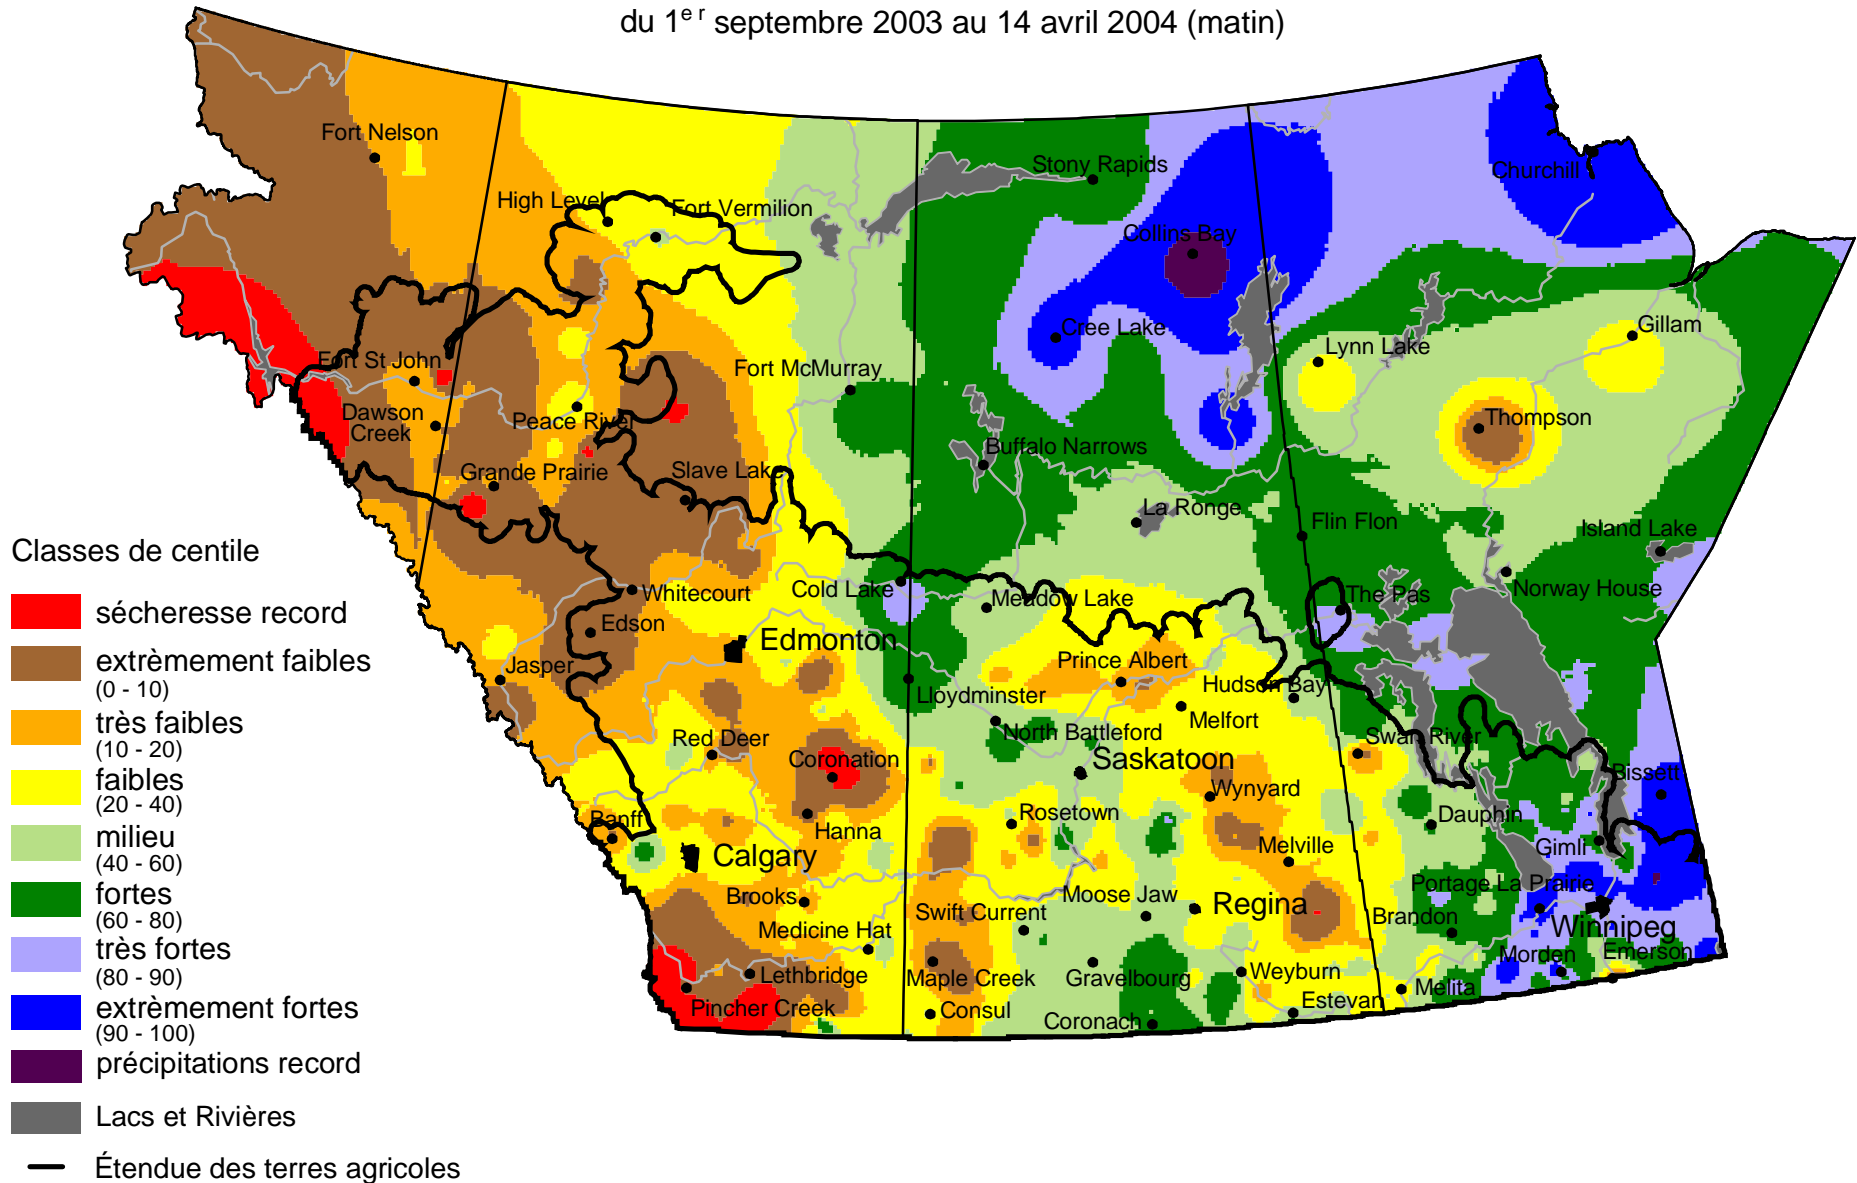 du 1er septembre 2003 au 14 avril 2004 (matin)
Fort Nelson
Stony Rapids
Churchill
High Level
Fort Vermilion
Collins Bay
Cree Lake
Gillam
Lynn Lake
Fort St John
Fort McMurray
Dawson
Creek
Peace River
Thompson
Buffalo Narrows
Grande Prairie
Slave Lake
La Ronge
Flin Flon
Island Lake
Classes de centile
sécheresse record
extrèmement faibles
(0 - 10)
très faibles
(10 - 20)
faibles
(20 - 40)
milieu
(40 - 60)
fortes
(60 - 80)
très fortes
(80 - 90)
extrèmement fortes
(90 - 100)
précipitations record
Lacs et Rivières
Étendue des terres agricoles
Whitecourt
Cold Lake
Meadow Lake
The Pas
Norway House
Edson
Edmonton
Jasper
Prince Albert
Lloydminster
Hudson Bay
Melfort
North Battleford
Red Deer
Swan River
Coronation
Saskatoon
Bissett
Wynyard
Banff
Hanna
Rosetown
Dauphin
Calgary
Melville
Gimli
Brooks
Moose Jaw
Regina
Portage La Prairie
Swift Current
Brandon
Winnipeg
Medicine Hat
Morden
Emerson
Lethbridge
Maple Creek
Gravelbourg
Weyburn
Melita
Pincher Creek
Consul
Coronach
Estevan